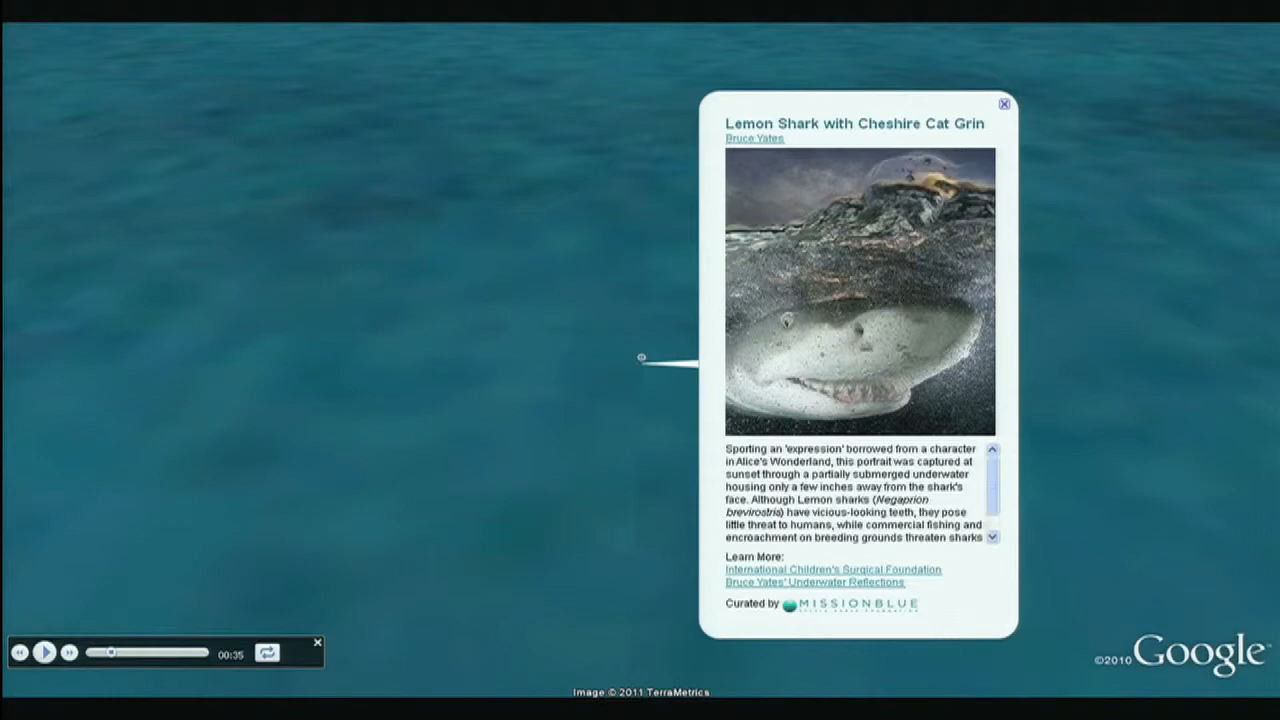 Lemon Shark with Cheshire Cat Grin
Bruce Yates
Sporting an 'expression' borrowed from a character
in Alice's Wonderland, this portrait was captured at
sunset through a partially submerged underwater
housing only a few inches away from the shark's
face. Although Lemon sharks (Negaprion
brevirostris) have vicious-looking teeth, they pose
little threat to humans, while commercial fishing and
encroachment on breeding grounds threaten sharks
Learn More:
International Children's Surgical Foundation
Bruce Yates' Underwater Reflections
Curated by MISSIONBLUE
00:35
©2010 Google
Image © 2011 TerraMetrics